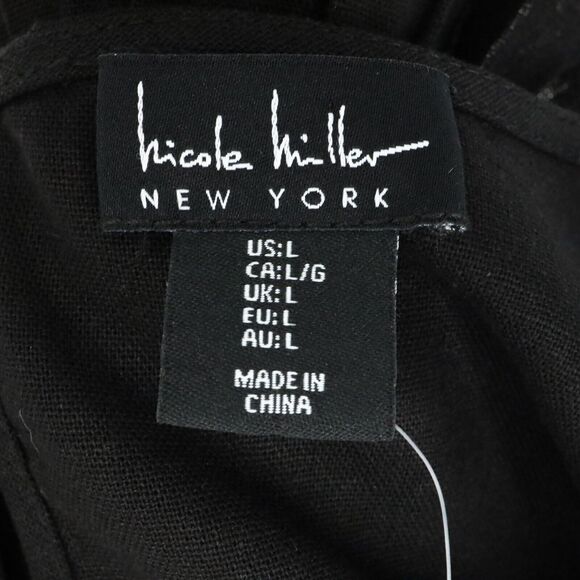 Nicole Miller
NEW YORK
US:L
CA:L/G
UK:L
EU:L
AU:L
MADE IN
CHINA